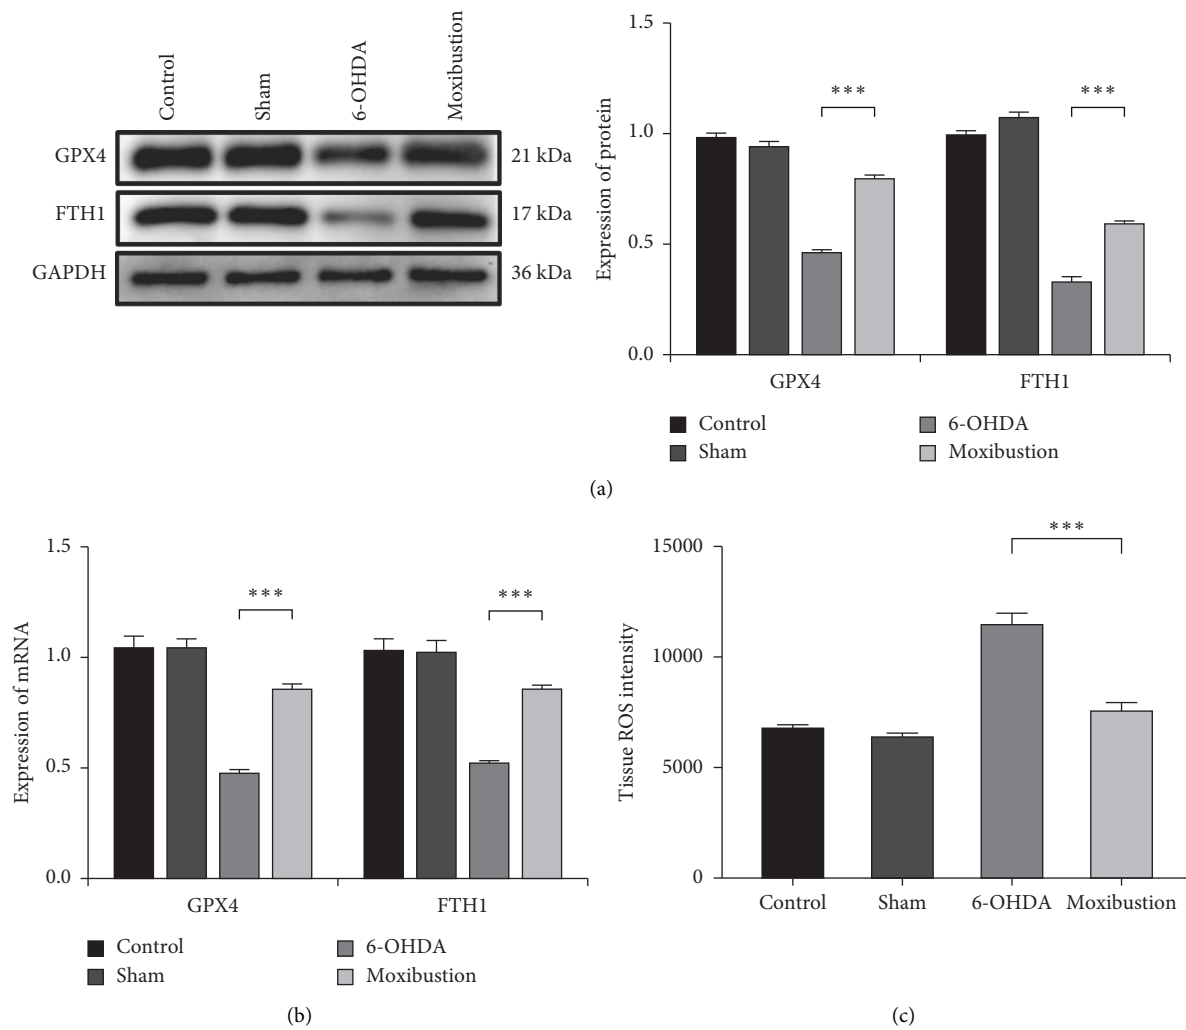 Control
Sham
6-OHDA
Moxibustion
GPX4
21 kDa
FTH1
17 kDa
GAPDH
36 kDa
Expression of protein
1.5
1.0
0.5
0.0
***
***
GPX4
FTH1
Control
Sham
6-OHDA
Moxibustion
(a)
Expression of mRNA
1.5
1.0
0.5
0.0
***
***
GPX4
FTH1
Control
Sham
6-OHDA
Moxibustion
(b)
Tissue ROS intensity
15000
10000
5000
0
***
Control
Sham
6-OHDA
Moxibustion
(c)